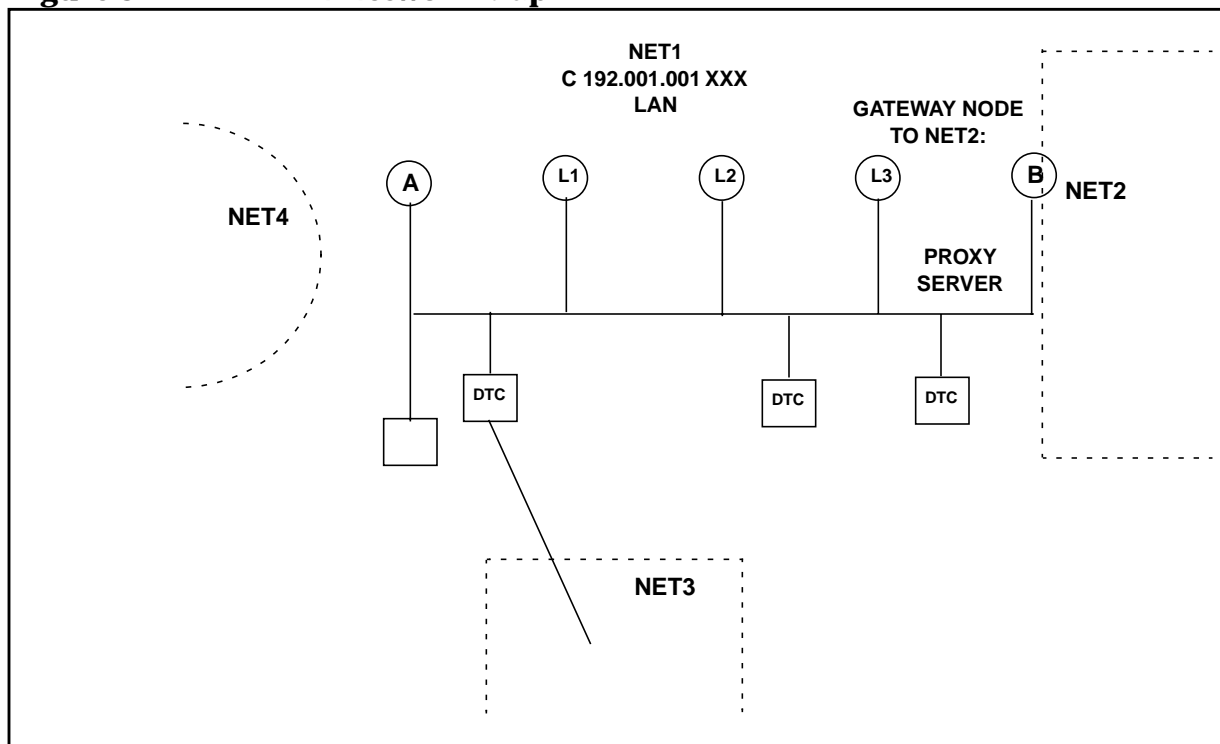 NET1
C 192.001.001 XXX
LAN
GATEWAY NODE
TO NET2:
A
L1
L2
L3
B
NET4
NET2
PROXY
SERVER
DTC
DTC
DTC
NET3